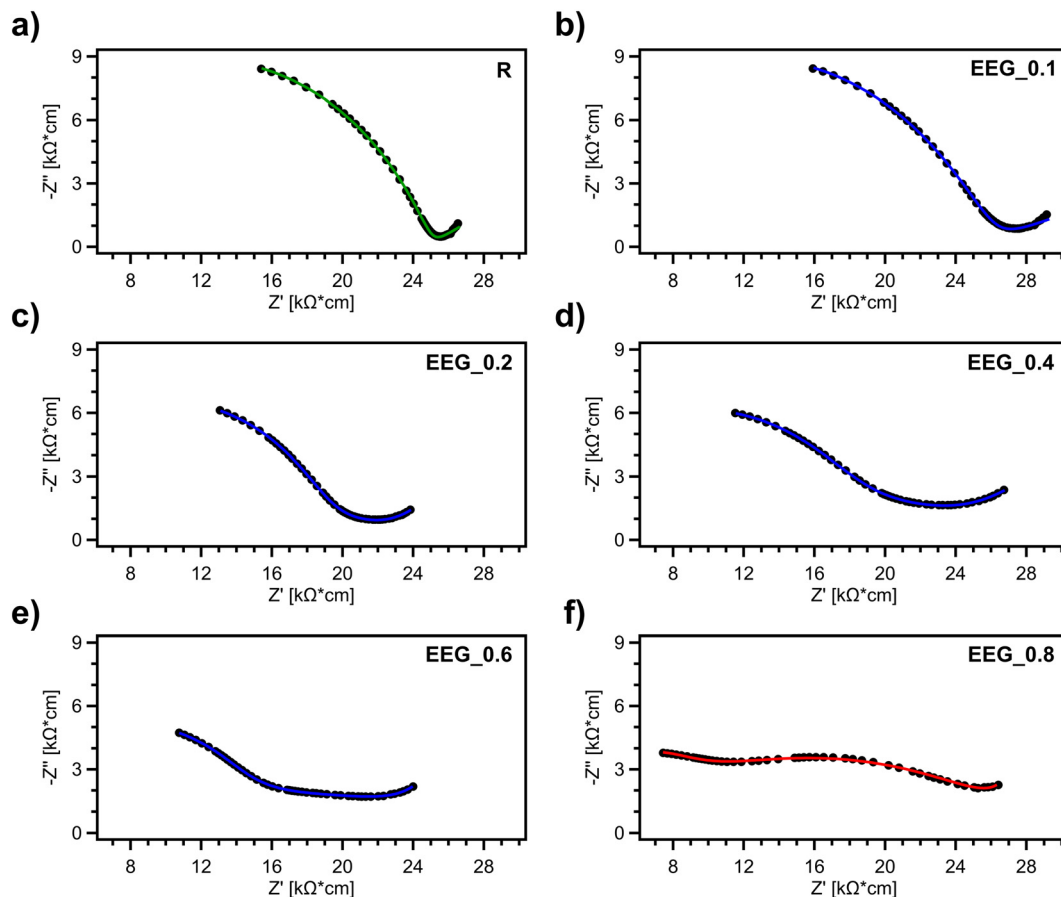 a)
R
9
6
3
0
-Z'' [kΩ*cm]
8 12 16 20 24 28
Z' [kΩ*cm]
b)
EEG_0.1
9
6
3
0
-Z'' [kΩ*cm]
8 12 16 20 24 28
Z' [kΩ*cm]
c)
EEG_0.2
9
6
3
0
-Z'' [kΩ*cm]
8 12 16 20 24 28
Z' [kΩ*cm]
d)
EEG_0.4
9
6
3
0
-Z'' [kΩ*cm]
8 12 16 20 24 28
Z' [kΩ*cm]
e)
EEG_0.6
9
6
3
0
-Z'' [kΩ*cm]
8 12 16 20 24 28
Z' [kΩ*cm]
f)
EEG_0.8
9
6
3
0
-Z'' [kΩ*cm]
8 12 16 20 24 28
Z' [kΩ*cm]